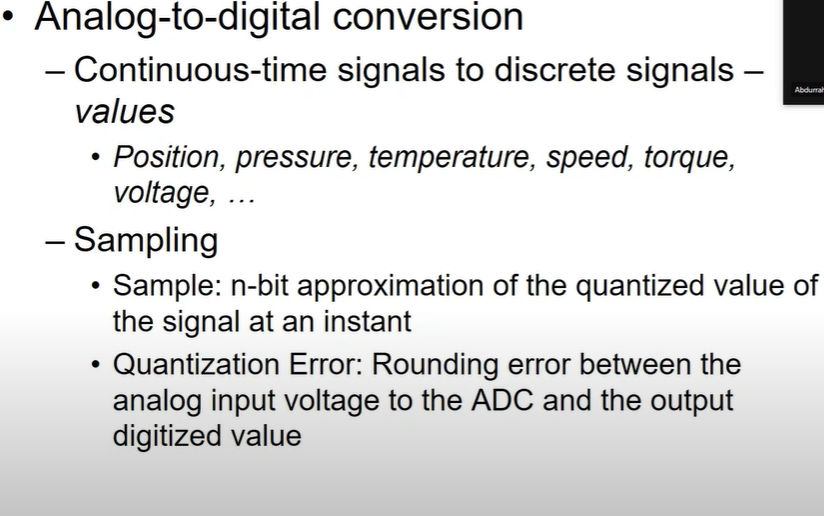 • Analog-to-digital conversion
– Continuous-time signals to discrete signals –
values
• Position, pressure, temperature, speed, torque,
voltage, …
– Sampling
• Sample: n-bit approximation of the quantized value of
the signal at an instant
• Quantization Error: Rounding error between the
analog input voltage to the ADC and the output
digitized value
Abdurrah